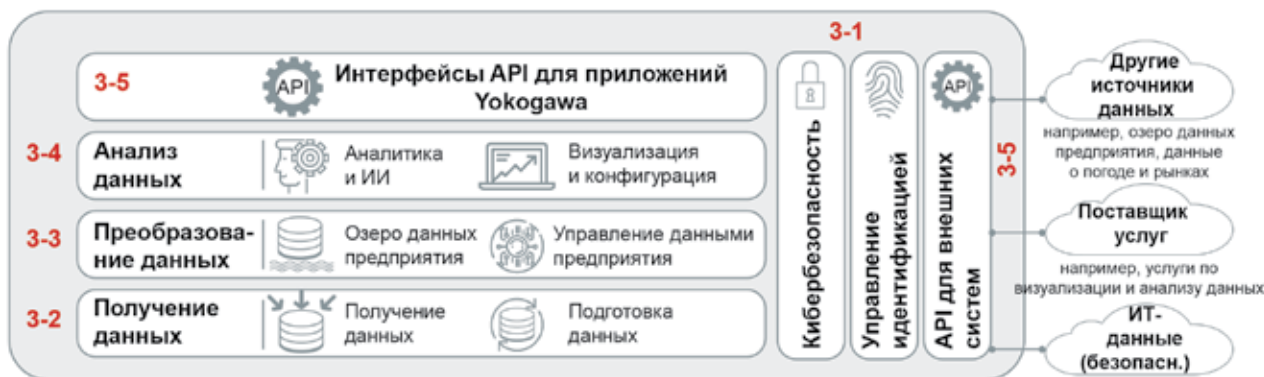 3-1
3-5
API
Интерфейсы API для приложений
Yokogawa
3-4
Анализ
данных
Аналитика
и ИИ
Визуализация
и конфигурация
3-3
Преобразова-
ние данных
Озеро данных
предприятия
Управление данными
предприятия
3-2
Получение
данных
Получение
данных
Подготовка
данных
Кибербезопасность
Управление
идентификацией
API
API для внешних
систем
3-5
Другие
источники
данных
например, озеро данных
предприятия, данные
о погоде и рынках
Поставщик
услуг
например, услуги по
визуализации и анализу данных
ИТ-
данные
(безопасн.)